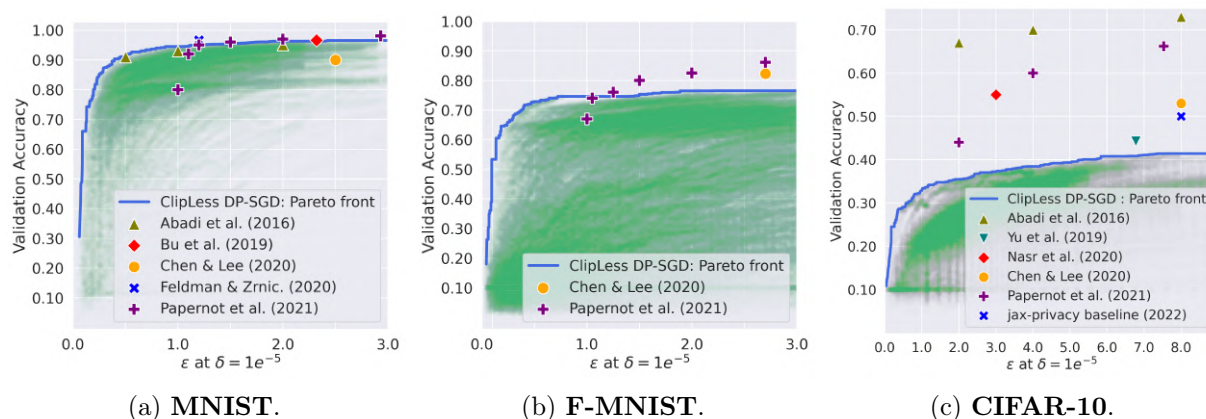 1.00
0.90
0.80
0.70
0.60
0.50
0.40
0.30
0.20
0.10
Validation Accuracy
ClipLess DP-SGD: Pareto front
Abadi et al. (2016)
Bu et al. (2019)
Chen & Lee (2020)
Feldman & Zrnic. (2020)
Papernot et al. (2021)
0.0 1.0 2.0 3.0
ε at δ = 1e⁻⁵
(a) MNIST.
1.00
0.90
0.80
0.70
0.60
0.50
0.40
0.30
0.20
0.10
Validation Accuracy
ClipLess DP-SGD: Pareto front
Chen & Lee (2020)
Papernot et al. (2021)
0.0 1.0 2.0 3.0
ε at δ = 1e⁻⁵
(b) F-MNIST.
0.70
0.60
0.50
0.40
0.30
0.20
0.10
Validation Accuracy
ClipLess DP-SGD : Pareto front
Abadi et al. (2016)
Yu et al. (2019)
Nasr et al. (2020)
Chen & Lee (2020)
Papernot et al. (2021)
jax-privacy baseline (2022)
0.0 1.0 2.0 3.0 4.0 5.0 6.0 7.0 8.0
ε at δ = 1e⁻⁵
(c) CIFAR-10.